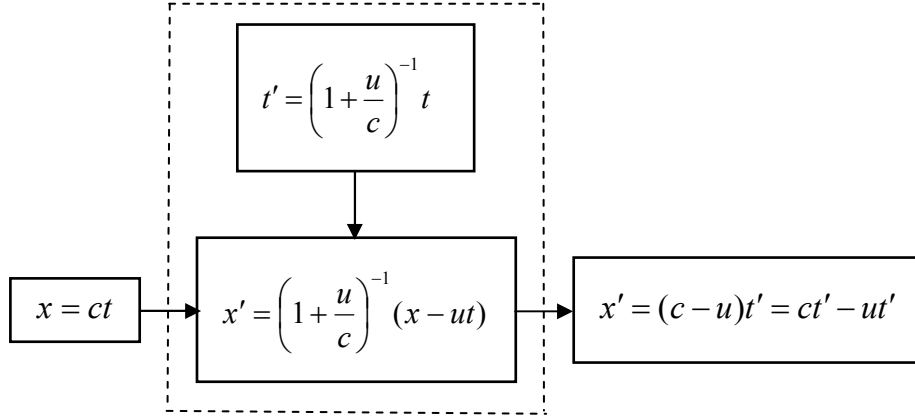 t′ = (1 + u/c)⁻¹ t
x = ct
x′ = (1 + u/c)⁻¹ (x − ut)
x′ = (c − u)t′ = ct′ − ut′